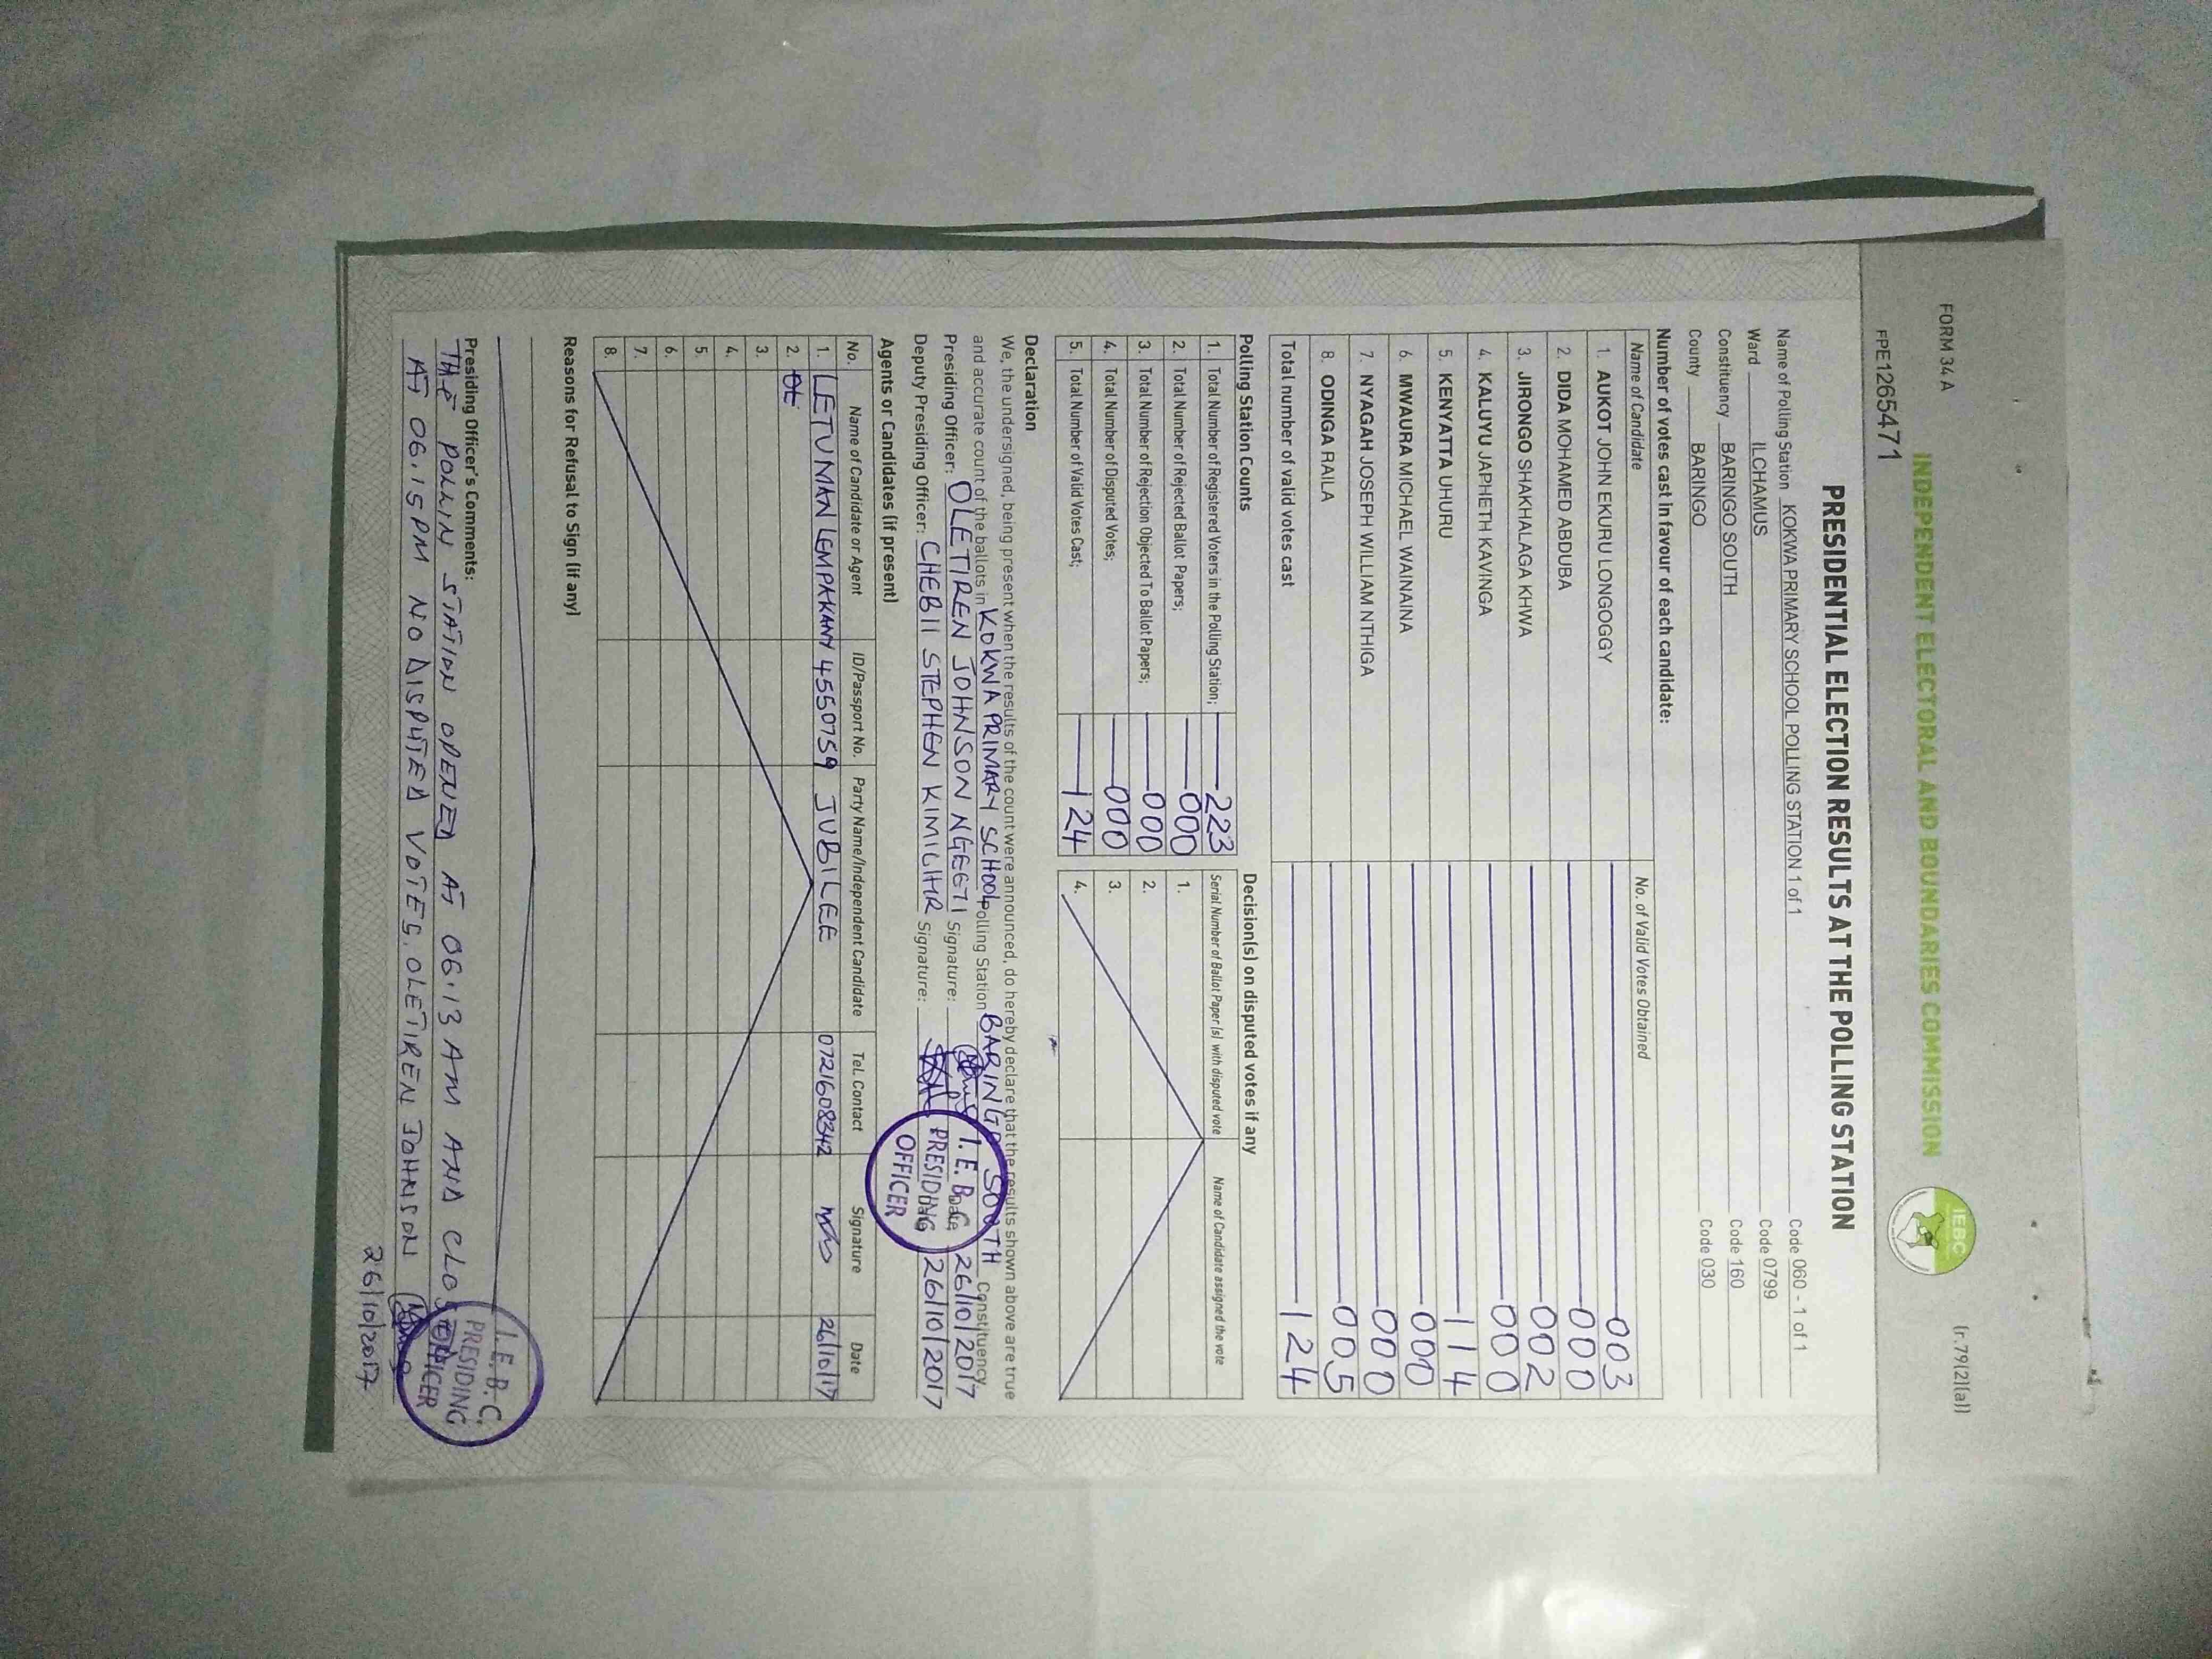 FORM 34 A
(r.79(2)(a))
INDEPENDENT ELECTORAL AND BOUNDARIES COMMISSION
IEBC
FPE126547 1
PRESIDENTIAL ELECTION RESULTS AT THE POLLING STATION
Name of Polling Station KOKWA PRIMARY SCHOOL POLLING STATION 1 of 1 Code 060 - 1 of 1
Ward ILCHAMUS Code 0799
Constituency BARINGO SOUTH Code 160
County BARINGO Code 030
Number of votes cast in favour of each candidate:
Name of Candidate No. of Valid Votes Obtained
1. AUKOT JOHN EKURU LONGOGGY 003
2. DIDA MOHAMED ABDUBA 000
3. JIRONGO SHAKHALAGA KHWA 002
4. KALUYU JAPHETH KAVINGA 000
5. KENYATTA UHURU 114
6. MWAURA MICHAEL WAINAINA 000
7. NYAGAH JOSEPH WILLIAM NTHIGA 000
8. ODINGA RAILA 005
Total number of valid votes cast 124
Polling Station Counts Decision(s) on disputed votes if any
1. Total Number of Registered Voters in the Polling Station; 223 Serial Number of Ballot Paper (s) with disputed vote Name of Candidate assigned the vote
2. Total Number of Rejected Ballot Papers; 000 1.
3. Total Number of Rejection Objected To Ballot Papers; 000 2.
4. Total Number of Disputed Votes; 000 3.
5. Total Number of Valid Votes Cast; 124 4.
Declaration
We, the undersigned, being present when the results of the count were announced, do hereby declare that the results shown above are true
and accurate count of the ballots in KOKWA PRIMARY SCHOOL Polling Station BARINGO SOUTH Constituency
Presiding Officer: OLETIREN JOHNSON NGEETI Signature: Date 26/10/2017
Deputy Presiding Officer: CHEBII STEPHEN Signature: Date 26/10/2017
I.E.B.C
PRESIDING
OFFICER
Agents or Candidates (if present)
No. Name of Candidate or Agent ID/Passport No. Party Name/Independent Candidate Tel. Contact Signature Date
1. LETUMAN LEMPAKANY 4550759 JUBILEE 0721608342 26/10/17
2.
3.
4.
5.
6.
7.
8.
Reasons for Refusal to Sign (if any)
Presiding Officer's Comments:
THE POLLIN STATION OPENED AT 06.13 AM AND
AT 06.15 PM NO DISPUTED VOTES. OLETIREN JOHNSON
26/10/2017
I.E.B.C.
PRESIDING
OFFICER